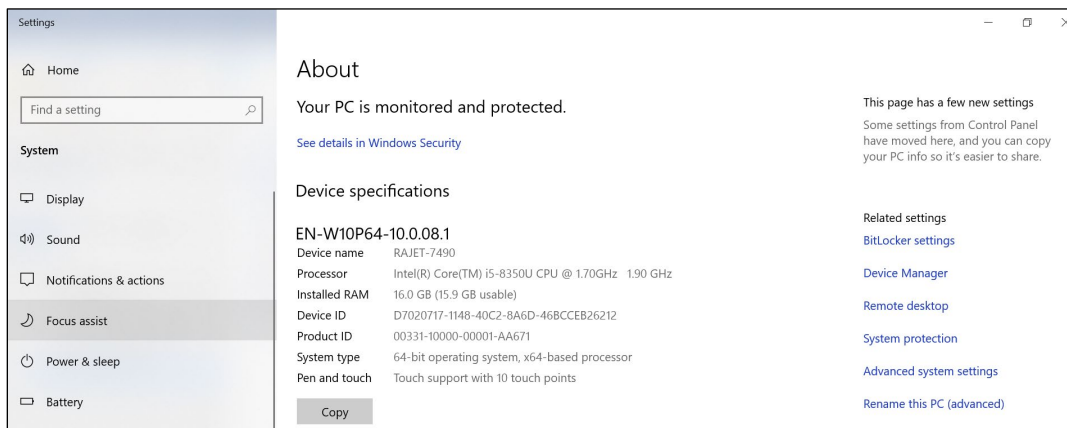 Settings
Home
Find a setting
System
Display
Sound
Notifications & actions
Focus assist
Power & sleep
Battery
About
Your PC is monitored and protected.
See details in Windows Security
Device specifications
EN-W10P64-10.0.08.1
Device name RAJET-7490
Processor Intel(R) Core(TM) i5-8350U CPU @ 1.70GHz 1.90 GHz
Installed RAM 16.0 GB (15.9 GB usable)
Device ID D7020717-1148-40C2-8A6D-46BCCEB26212
Product ID 00331-10000-00001-AA671
System type 64-bit operating system, x64-based processor
Pen and touch Touch support with 10 touch points
Copy
This page has a few new settings
Some settings from Control Panel
have moved here, and you can copy
your PC info so it's easier to share.
Related settings
BitLocker settings
Device Manager
Remote desktop
System protection
Advanced system settings
Rename this PC (advanced)